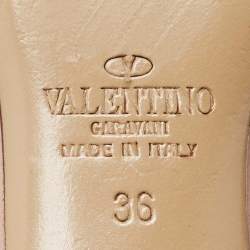 VALENTINO
GARAVANI
MADE IN ITALY
36